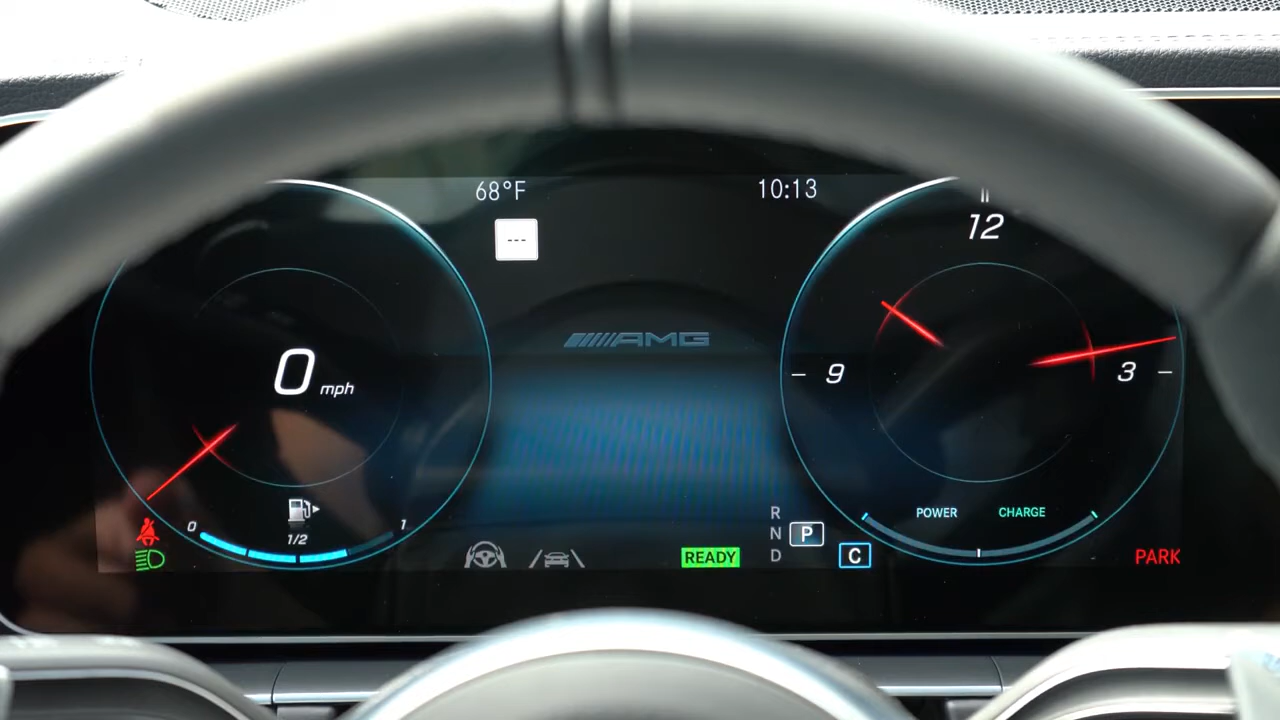 68°F
10:13
---
12
AMG
9
3
0 mph
0
1
1/2
R
N
P
D
C
POWER
CHARGE
READY
PARK